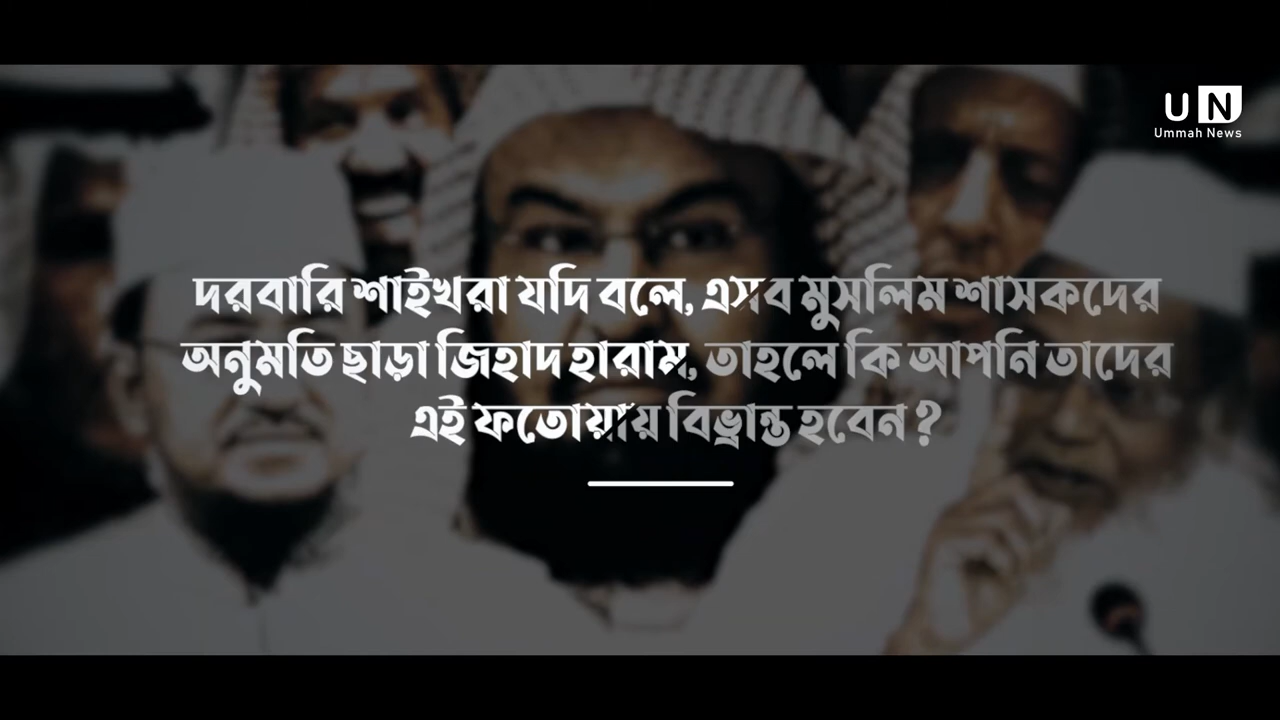 UN
Ummah News
দরবারি শাইখরা যদি বলে, এসব মুসলিম শাসকদের
অনুমতি ছাড়া জিহাদ হারাম, তাহলে কি আপনি তাদের
এই ফতোয়ায় বিভ্রান্ত হবেন ?